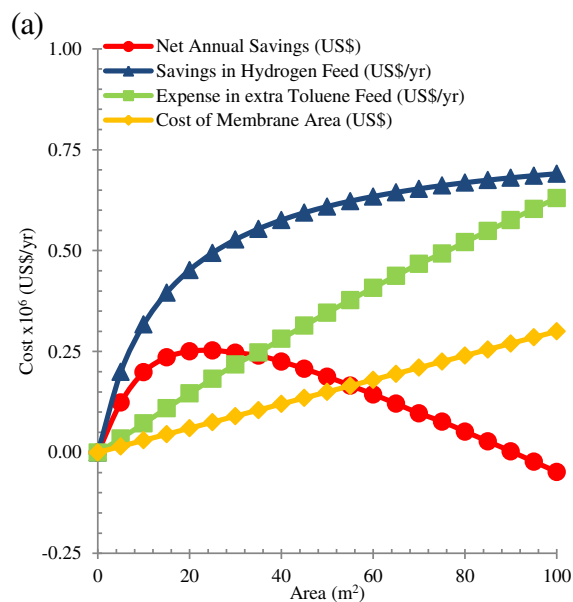 (a)
Net Annual Savings (US$)
Savings in Hydrogen Feed (US$/yr)
Expense in extra Toluene Feed (US$/yr)
Cost of Membrane Area (US$)
1.00
0.75
0.50
0.25
0.00
-0.25
Cost x10⁶ (US$/yr)
0 20 40 60 80 100
Area (m²)